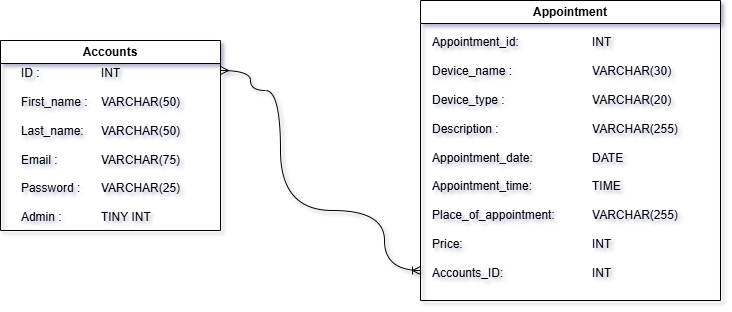 Accounts
ID : INT
First_name : VARCHAR(50)
Last_name: VARCHAR(50)
Email : VARCHAR(75)
Password : VARCHAR(25)
Admin : TINY INT
Appointment
Appointment_id: INT
Device_name : VARCHAR(30)
Device_type : VARCHAR(20)
Description : VARCHAR(255)
Appointment_date: DATE
Appointment_time: TIME
Place_of_appointment: VARCHAR(255)
Price: INT
Accounts_ID: INT